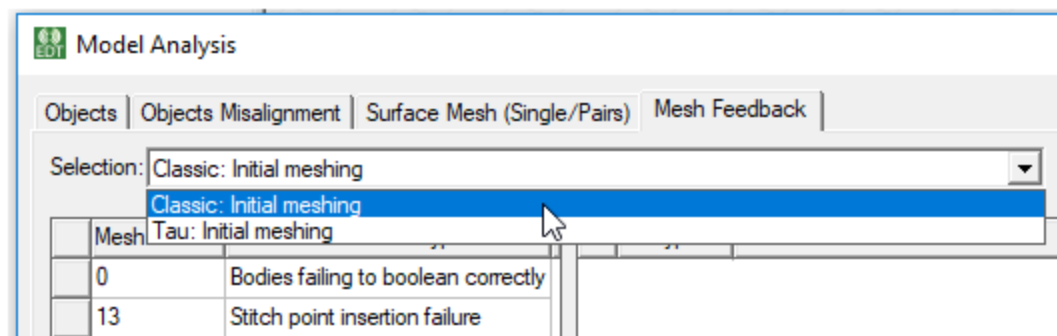 EDT
Model Analysis
Objects
Objects Misalignment
Surface Mesh (Single/Pairs)
Mesh Feedback
Selection:
Classic: Initial meshing
Classic: Initial meshing
Tau: Initial meshing
Mesh
0
Bodies failing to boolean correctly
13
Stitch point insertion failure